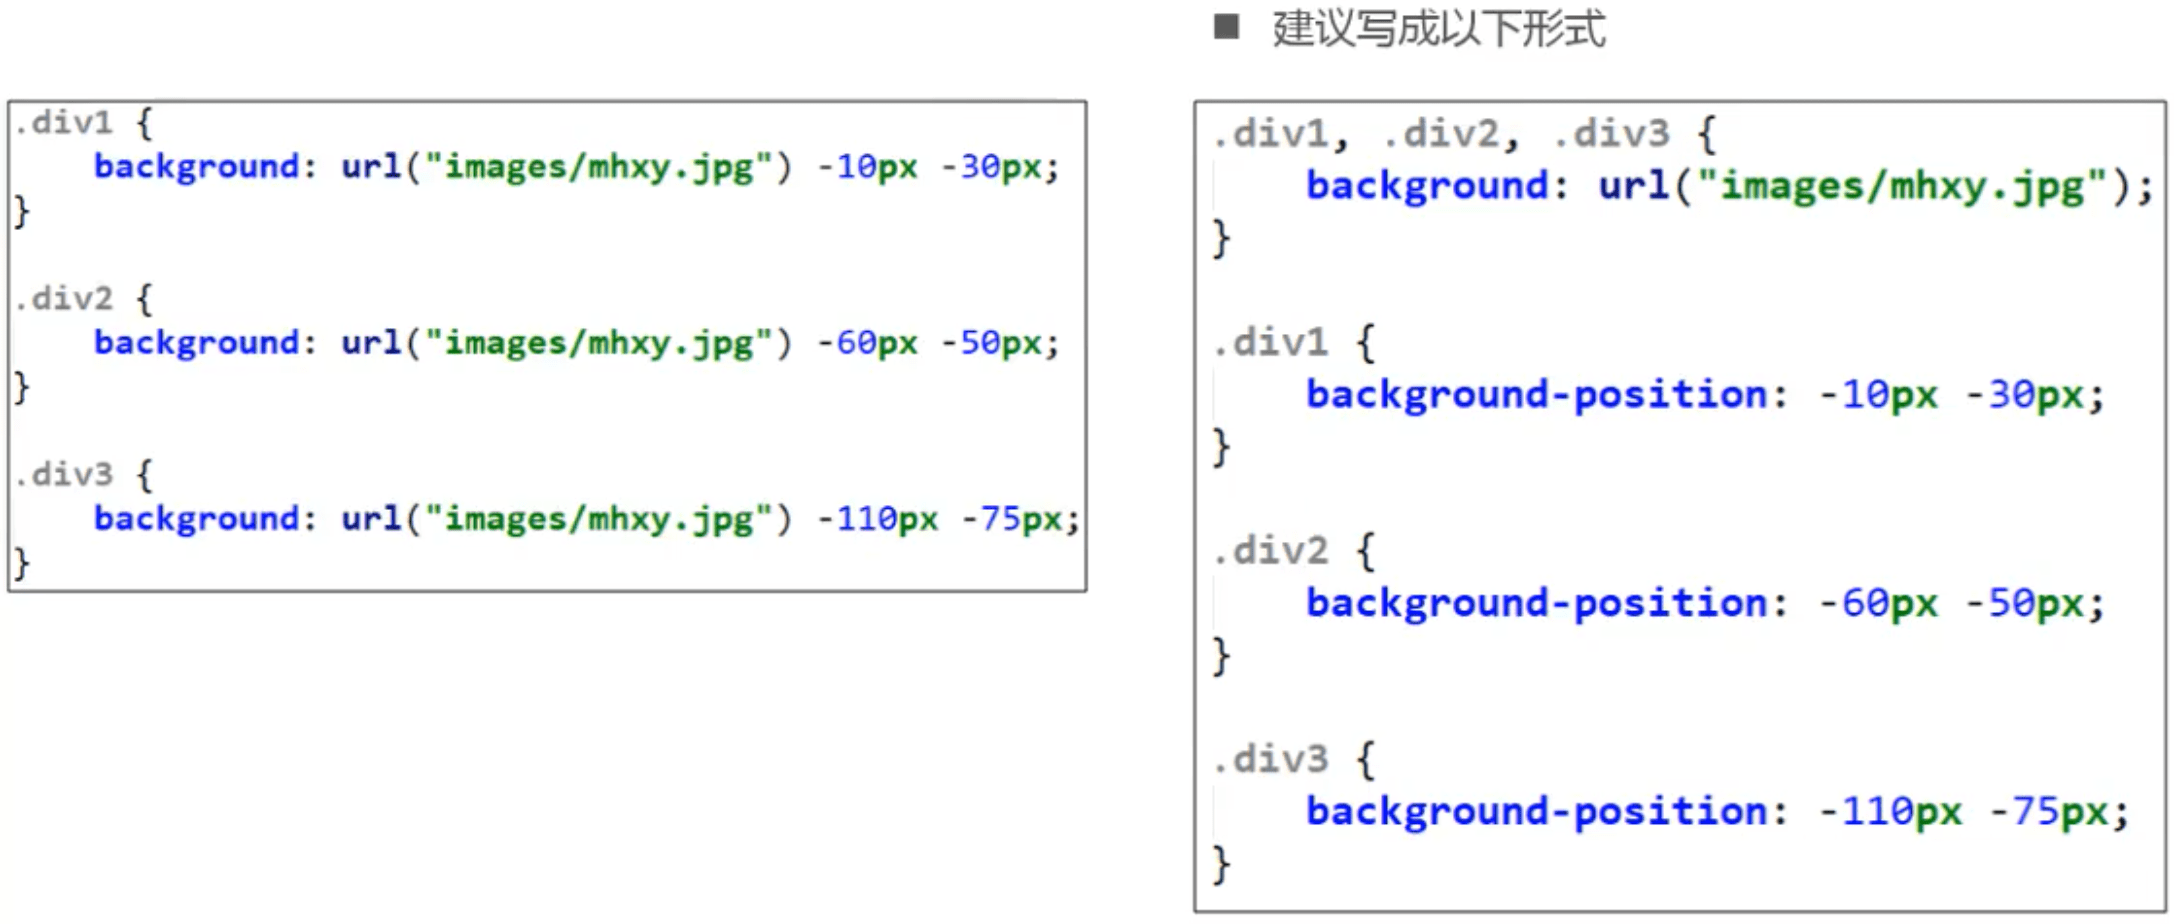 ■ 建议写成以下形式
.div1 {
    background: url("images/mhxy.jpg") -10px -30px;
}
.div2 {
    background: url("images/mhxy.jpg") -60px -50px;
}
.div3 {
    background: url("images/mhxy.jpg") -110px -75px;
}
.div1, .div2, .div3 {
    background: url("images/mhxy.jpg");
}
.div1 {
    background-position: -10px -30px;
}
.div2 {
    background-position: -60px -50px;
}
.div3 {
    background-position: -110px -75px;
}